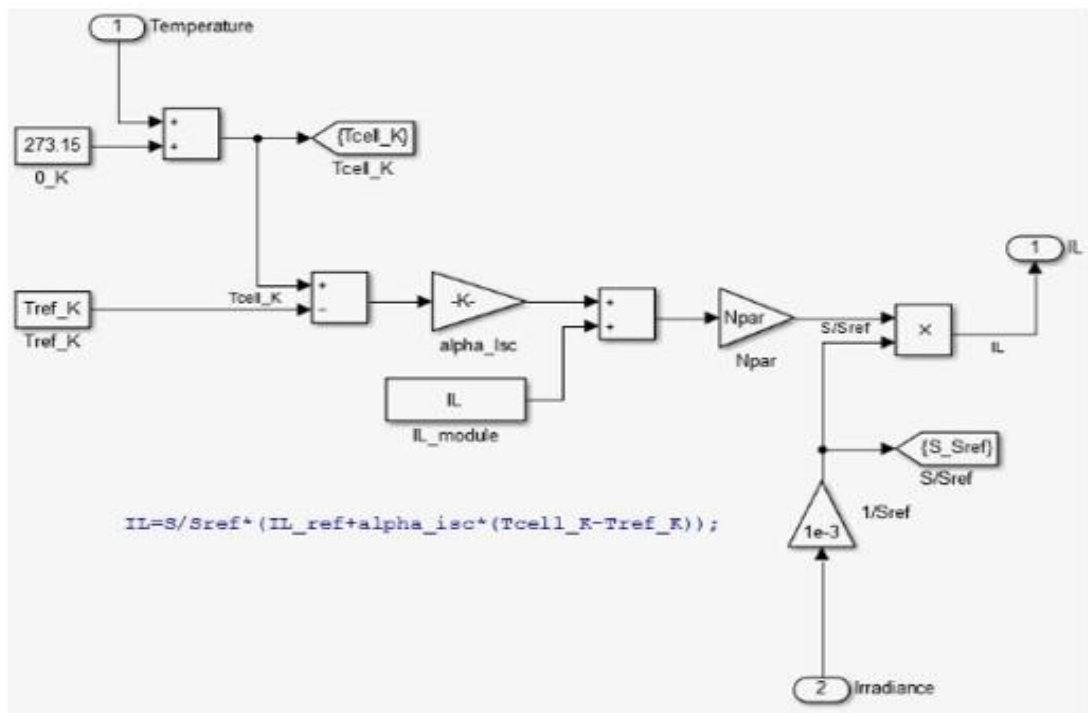 1 Temperature
+
+
273.15
0_K
{Tcell_K}
Tcell_K
Tref_K
Tref_K
Tcell_K
+
−
-K-
alpha_Isc
+
+
IL
IL_module
Npar
Npar
S/Sref
×
IL
1 IL
{S_Sref}
S/Sref
1e-3
1/Sref
IL=S/Sref*(IL_ref+alpha_isc*(Tcell_K-Tref_K));
2 Irradiance